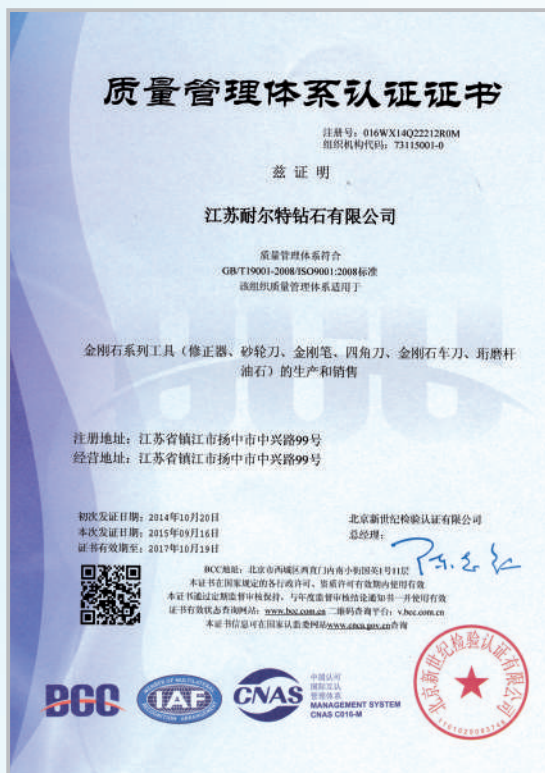 质量管理体系认证证书
注册号：016WX14Q22212R0M
组织机构代码：73115001-0
兹证明
江苏耐尔特钻石有限公司
质量管理体系符合
GB/T19001-2008/ISO9001:2008标准
该组织质量管理体系适用于
金刚石系列工具（修正器、砂轮刀、金刚笔、四角刀、金刚石车刀、珩磨杆
油石）的生产和销售
注册地址：江苏省镇江市扬中市中兴路99号
经营地址：江苏省镇江市扬中市中兴路99号
初次发证日期：2014年10月20日
本次发证日期：2015年09月16日
证书有效期至：2017年10月19日
北京新世纪检验认证有限公司
总经理：
BCC地址：北京市西城区西直门内南小街国英1号11层
本证书在国家规定的各行政许可、资质许可有效期内使用有效
本证书通过定期监督审核保持，与年度监督审核结论通知书一并使用有效
证书有效状态查询网站：www.bcc.com.cn 二维码查询平台：v.bcc.com.cn
本证书信息可在国家认监委网站www.cnca.gov.cn查询
BCC
IAF
CNAS
中国认可
国际互认
管理体系
MANAGEMENT SYSTEM
CNAS C016-M
北京新世纪检验认证有限公司